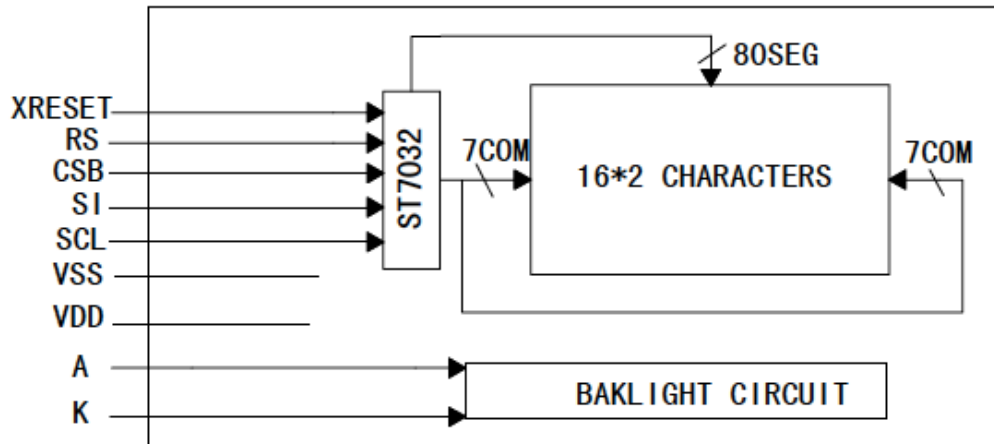 80SEG
XRESET
RS
7COM
7COM
CSB
ST7032
16*2 CHARACTERS
SI
SCL
VSS
VDD
A
BAKLIGHT CIRCUIT
K